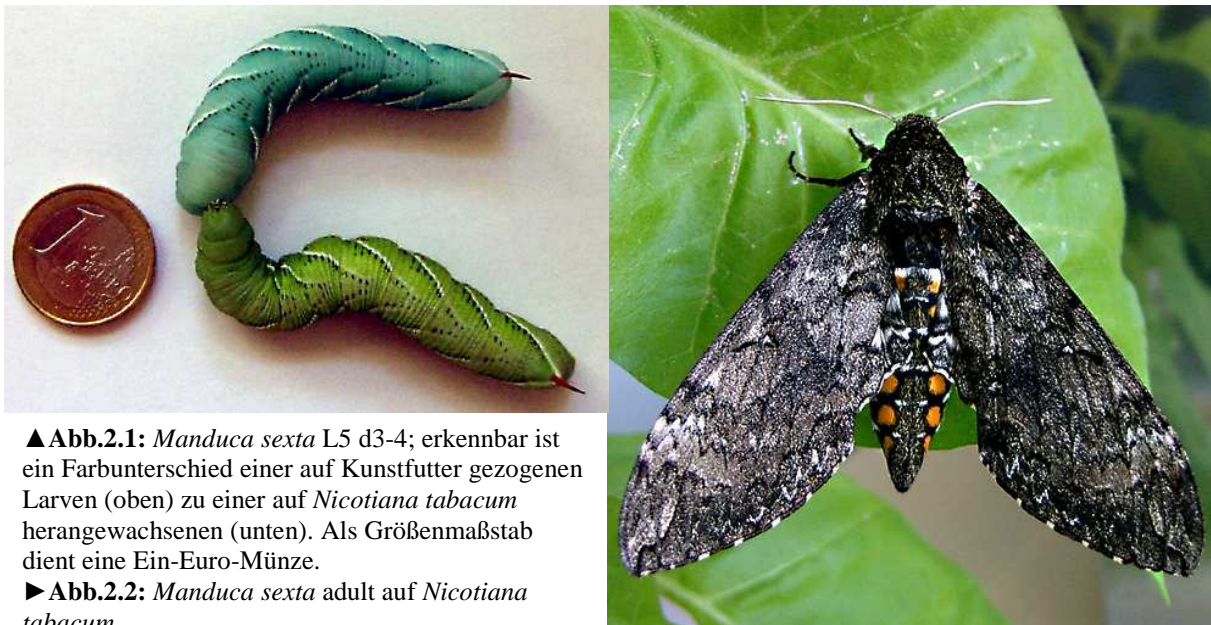 ▲Abb.2.1: Manduca sexta L5 d3-4; erkennbar ist
ein Farbunterschied einer auf Kunstfutter gezogenen
Larven (oben) zu einer auf Nicotiana tabacum
herangewachsenen (unten). Als Größenmaßstab
dient eine Ein-Euro-Münze.
►Abb.2.2: Manduca sexta adult auf Nicotiana
tabacum